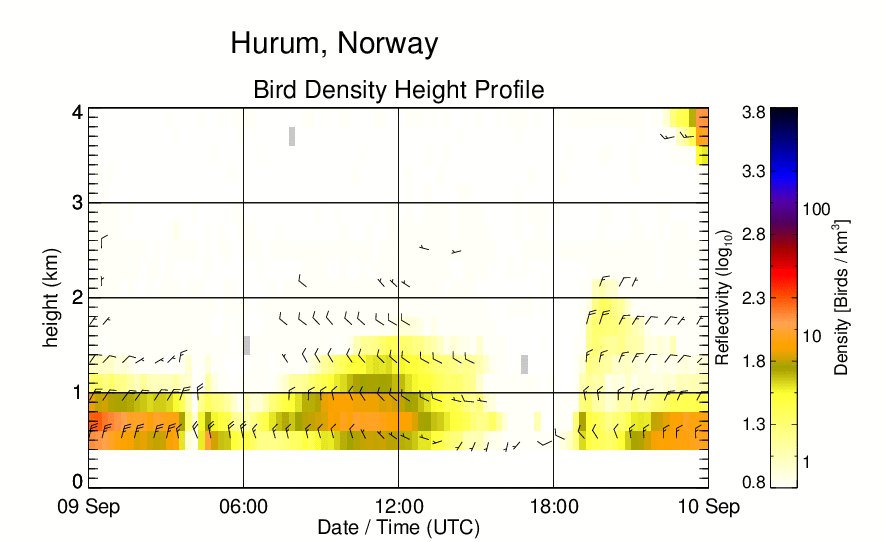 Hurum, Norway
Bird Density Height Profile
4
3
2
1
0
height (km)
09 Sep
06:00
12:00
18:00
10 Sep
Date / Time (UTC)
3.8
3.3
2.8
2.3
1.8
1.3
0.8
Reflectivity (log10)
100
10
1
Density [Birds / km³]